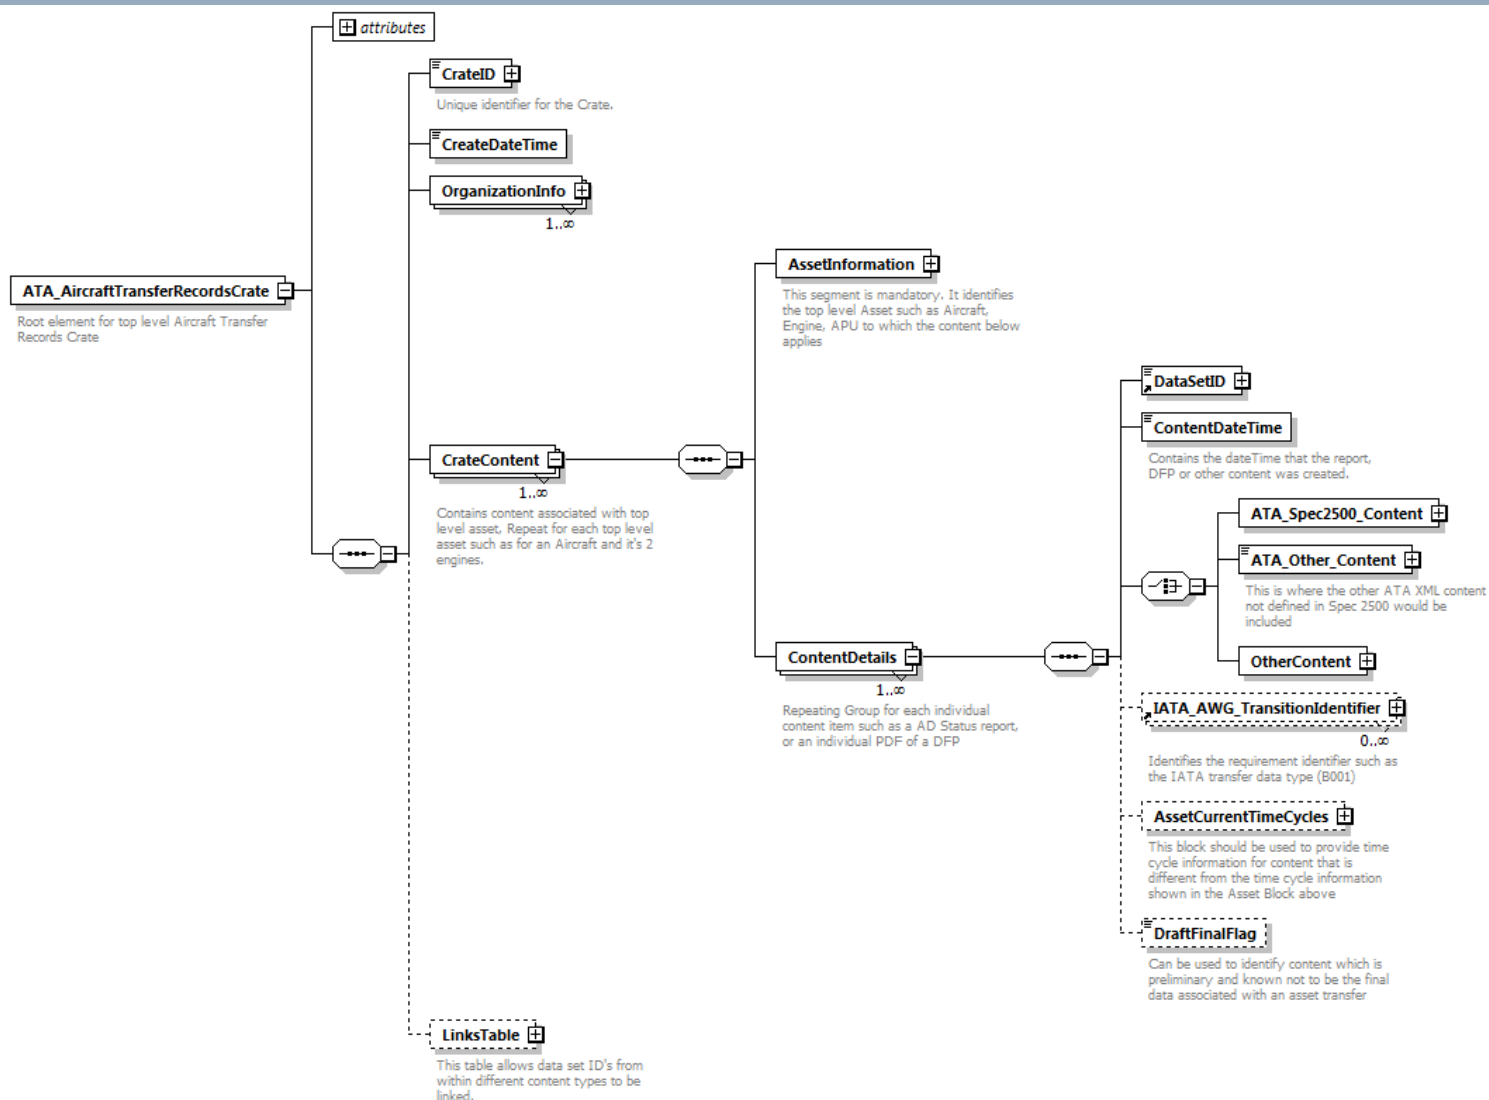 attributes
CrateID
Unique identifier for the Crate.
CreateDateTime
OrganizationInfo
1..∞
ATA_AircraftTransferRecordsCrate
Root element for top level Aircraft Transfer
Records Crate
AssetInformation
This segment is mandatory. It identifies
the top level Asset such as Aircraft,
Engine, APU to which the content below
applies
CrateContent
1..∞
Contains content associated with top
level asset, Repeat for each top level
asset such as for an Aircraft and it's 2
engines.
ContentDetails
1..∞
Repeating Group for each individual
content item such as a AD Status report,
or an individual PDF of a DFP
DataSetID
ContentDateTime
Contains the dateTime that the report,
DFP or other content was created.
ATA_Spec2500_Content
ATA_Other_Content
This is where the other ATA XML content
not defined in Spec 2500 would be
included
OtherContent
IATA_AWG_TransitionIdentifier
0..∞
Identifies the requirement identifier such as
the IATA transfer data type (B001)
AssetCurrentTimeCycles
This block should be used to provide time
cycle information for content that is
different from the time cycle information
shown in the Asset Block above
DraftFinalFlag
Can be used to identify content which is
preliminary and known not to be the final
data associated with an asset transfer
LinksTable
This table allows data set ID's from
within different content types to be
linked.